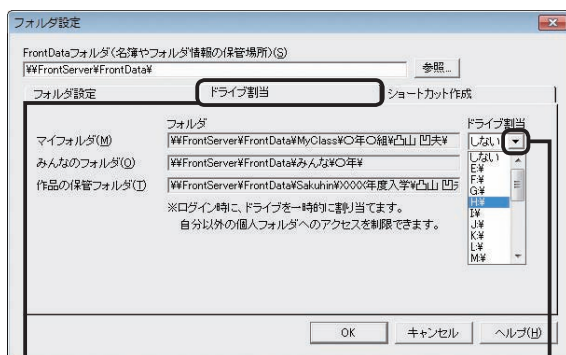 フォルダ設定
FrontDataフォルダ(名簿やフォルダ情報の保管場所)(S)
¥¥FrontServer¥FrontData¥
参照...
フォルダ設定
ドライブ割当
ショートカット作成
フォルダ
ドライブ割当
マイフォルダ(M)
¥¥FrontServer¥FrontData¥MyClass¥○年○組¥凸山 凹夫¥
しない
みんなのフォルダ(O)
¥¥FrontServer¥FrontData¥みんな¥○年¥
作品の保管フォルダ(T)
¥¥FrontServer¥FrontData¥Sakuhin¥XXXX年度入学¥凸山 凹
しない
E:¥
F:¥
G:¥
H:¥
I:¥
J:¥
K:¥
L:¥
M:¥
※ログイン時に、ドライブを一時的に割り当てます。
自分以外の個人フォルダへのアクセスを制限できます。
OK
キャンセル
ヘルプ(H)